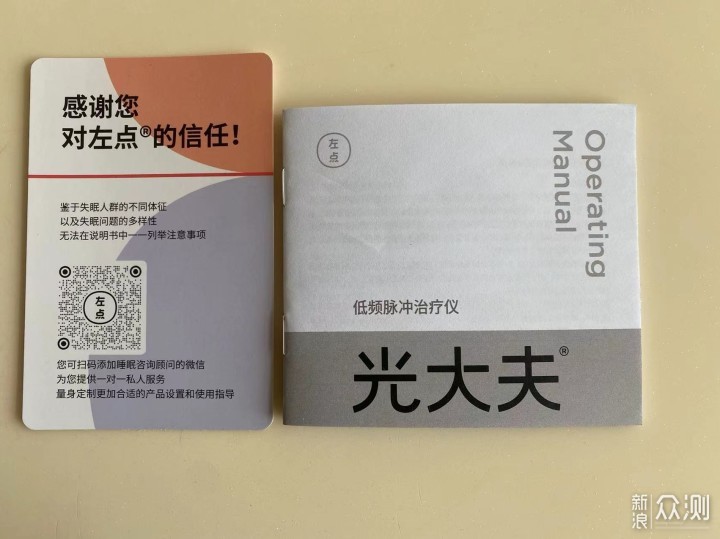 感谢您
对左点®的信任！
鉴于失眠人群的不同体征
以及失眠问题的多样性
无法在说明书中一一列举注意事项
左
点
您可扫码添加睡眠咨询顾问的微信
为您提供一对一私人服务
量身定制更加合适的产品设置和使用指导
左
点
Operating
Manual
低频脉冲治疗仪
光大夫®
新浪
众测